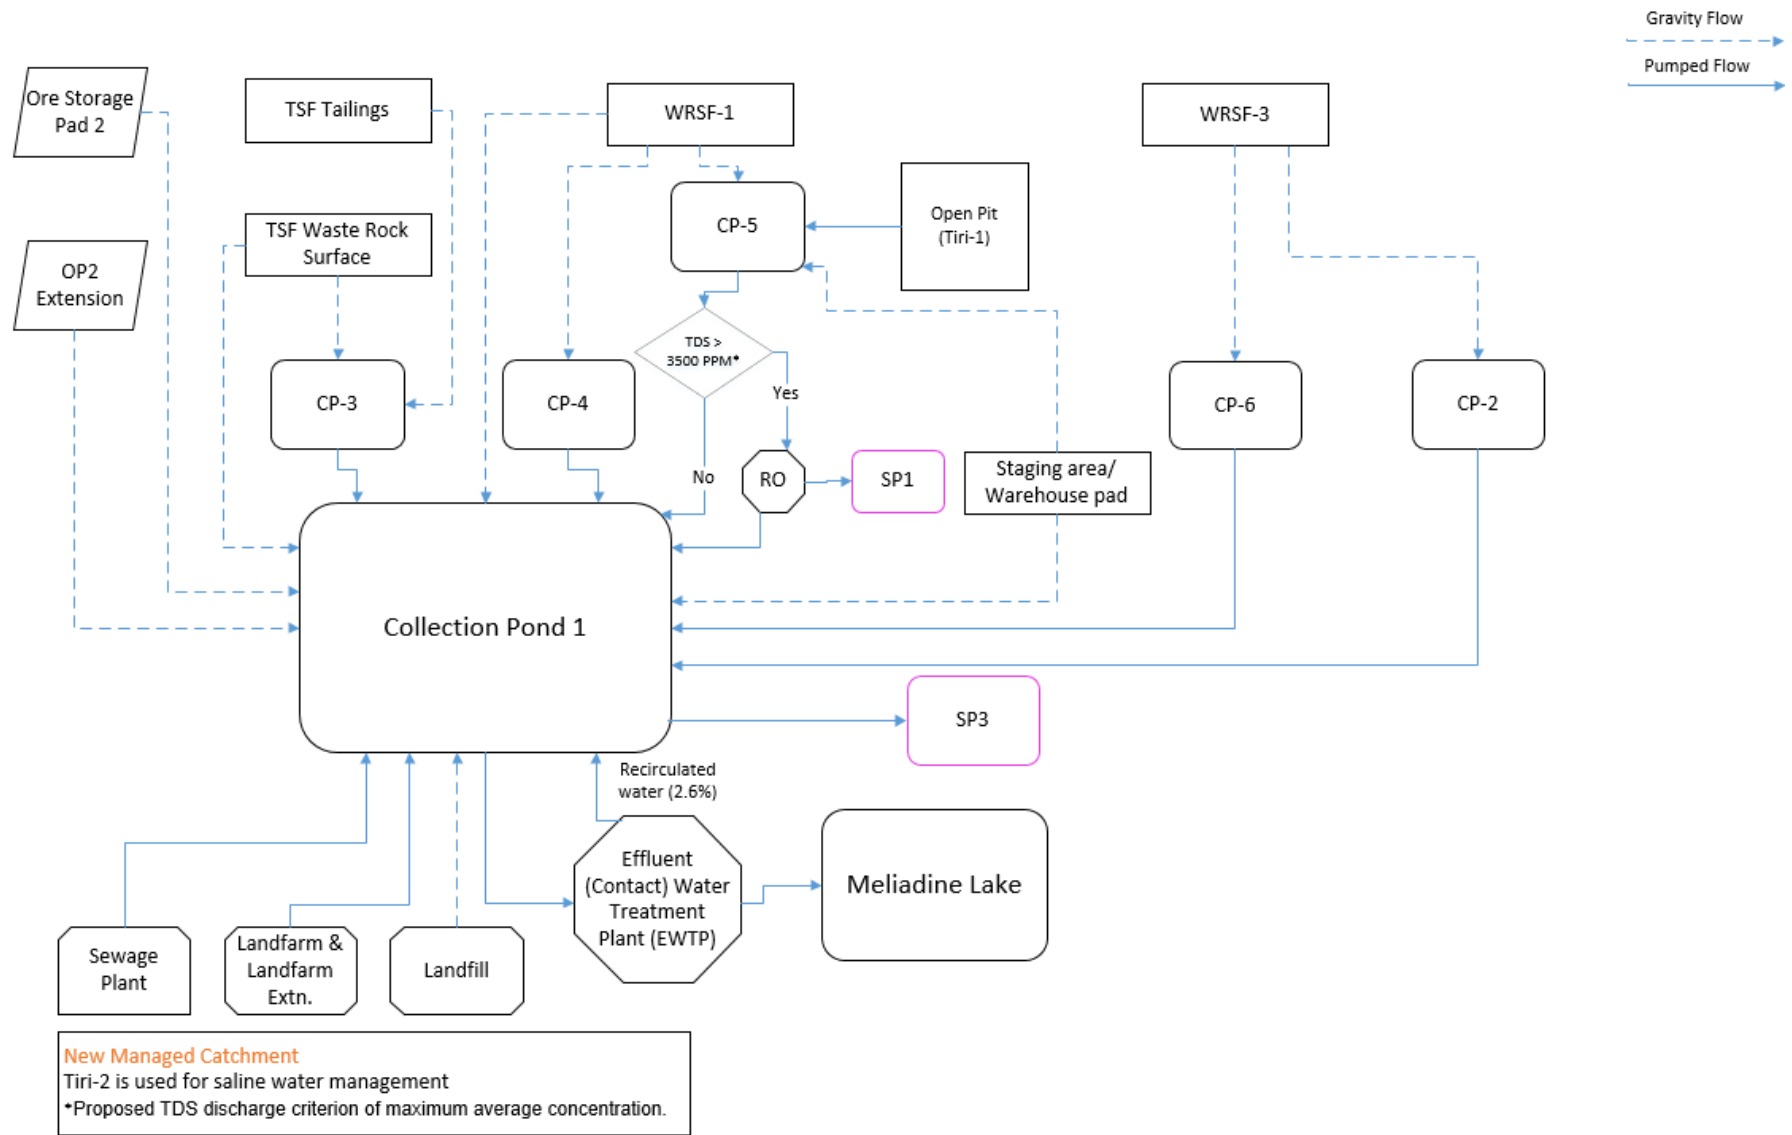 Gravity Flow
Pumped Flow
Ore Storage
Pad 2
TSF Tailings
WRSF-1
WRSF-3
CP-5
Open Pit
(Tiri-1)
TSF Waste Rock
Surface
OP2
Extension
TDS >
3500 PPM*
Yes
No
CP-3
CP-4
CP-6
CP-2
RO
SP1
Staging area/
Warehouse pad
Collection Pond 1
SP3
Recirculated
water (2.6%)
Effluent
(Contact) Water
Treatment
Plant (EWTP)
Meliadine Lake
Sewage
Plant
Landfarm &
Landfarm
Extn.
Landfill
New Managed Catchment
Tiri-2 is used for saline water management
*Proposed TDS discharge criterion of maximum average concentration.